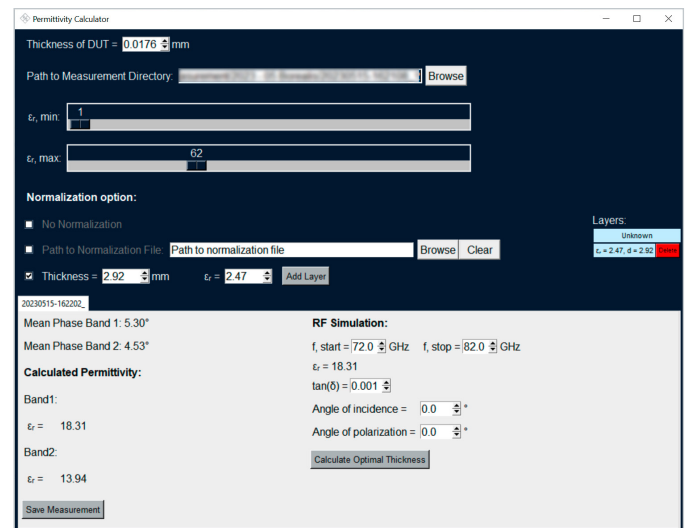 Permittivity Calculator
Thickness of DUT = 0.0176 mm
Path to Measurement Directory: Browse
εr, min: 1
εr, max: 62
Normalization option:
No Normalization
Path to Normalization File: Path to normalization file Browse Clear
Thickness = 2.92 mm εr = 2.47 Add Layer
Layers:
Unknown
εr = 2.47, d = 2.92 Delete
20230515-162202_
Mean Phase Band 1: 5.30°
Mean Phase Band 2: 4.53°
Calculated Permittivity:
Band1:
εr = 18.31
Band2:
εr = 13.94
Save Measurement
RF Simulation:
f, start = 72.0 GHz f, stop = 82.0 GHz
εr = 18.31
tan(δ) = 0.001
Angle of incidence = 0.0 °
Angle of polarization = 0.0 °
Calculate Optimal Thickness